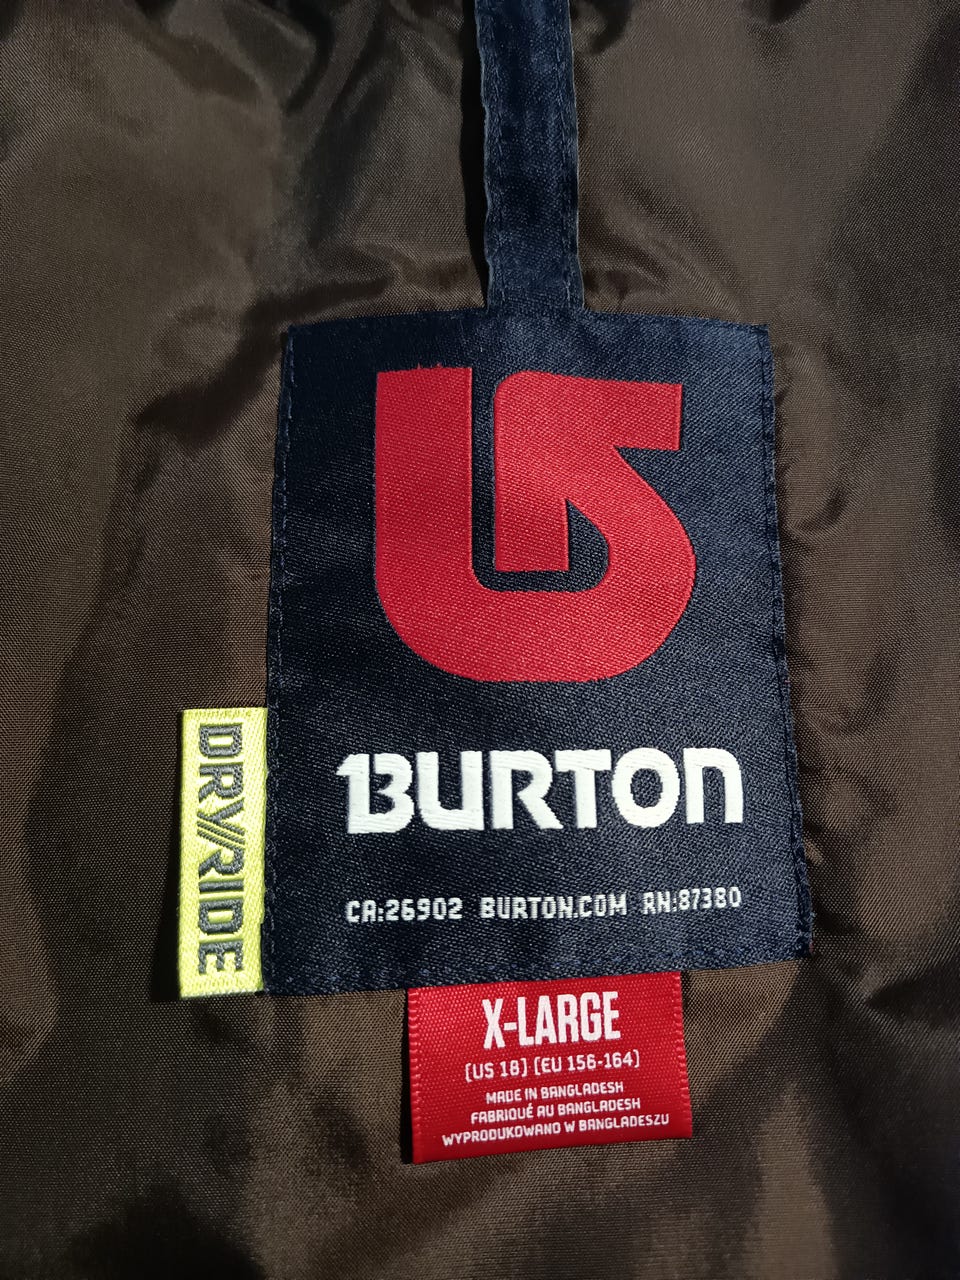 BURTON
CA:26902 BURTON.COM RN:87380
DRY//RIDE
X-LARGE
[US 18] [EU 156-164]
MADE IN BANGLADESH
FABRIQUÉ AU BANGLADESH
WYPRODUKOWANO W BANGLADESZU